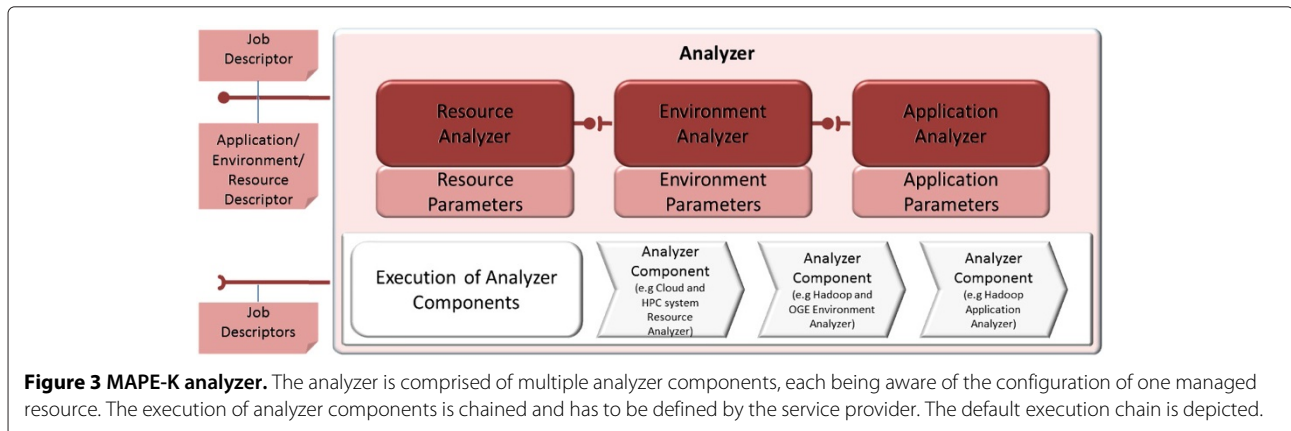 Job
Descriptor
Application/
Environment/
Resource
Descriptor
Job
Descriptors
Analyzer
Resource
Analyzer
Environment
Analyzer
Application
Analyzer
Resource
Parameters
Environment
Parameters
Application
Parameters
Execution of Analyzer
Components
Analyzer
Component
(e.g Cloud and
HPC system
Resource
Analyzer)
Analyzer
Component
(e.g Hadoop and
OGE Environment
Analyzer)
Analyzer
Component
(e.g Hadoop
Application
Analyzer)
Figure 3 MAPE-K analyzer. The analyzer is comprised of multiple analyzer components, each being aware of the configuration of one managed
resource. The execution of analyzer components is chained and has to be defined by the service provider. The default execution chain is depicted.